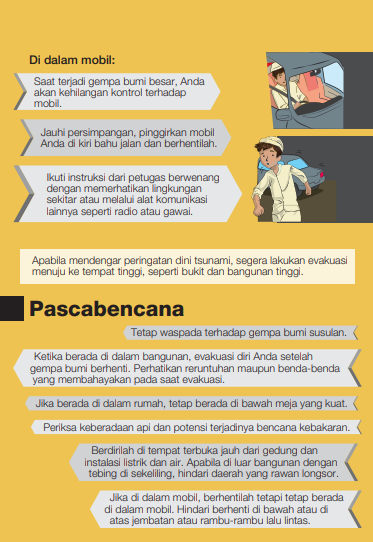 Di dalam mobil:
Saat terjadi gempa bumi besar, Anda
akan kehilangan kontrol terhadap
mobil.
Jauhi persimpangan, pinggirkan mobil
Anda di kiri bahu jalan dan berhentilah.
Ikuti instruksi dari petugas berwenang
dengan memerhatikan lingkungan
sekitar atau melalui alat komunikasi
lainnya seperti radio atau gawai.
Apabila mendengar peringatan dini tsunami, segera lakukan evakuasi
menuju ke tempat tinggi, seperti bukit dan bangunan tinggi.
Pascabencana
Tetap waspada terhadap gempa bumi susulan.
Ketika berada di dalam bangunan, evakuasi diri Anda setelah
gempa bumi berhenti. Perhatikan reruntuhan maupun benda-benda
yang membahayakan pada saat evakuasi.
Jika berada di dalam rumah, tetap berada di bawah meja yang kuat.
Periksa keberadaan api dan potensi terjadinya bencana kebakaran.
Berdirilah di tempat terbuka jauh dari gedung dan
instalasi listrik dan air. Apabila di luar bangunan dengan
tebing di sekeliling, hindari daerah yang rawan longsor.
Jika di dalam mobil, berhentilah tetapi tetap berada
di dalam mobil. Hindari berhenti di bawah atau di
atas jembatan atau rambu-rambu lalu lintas.